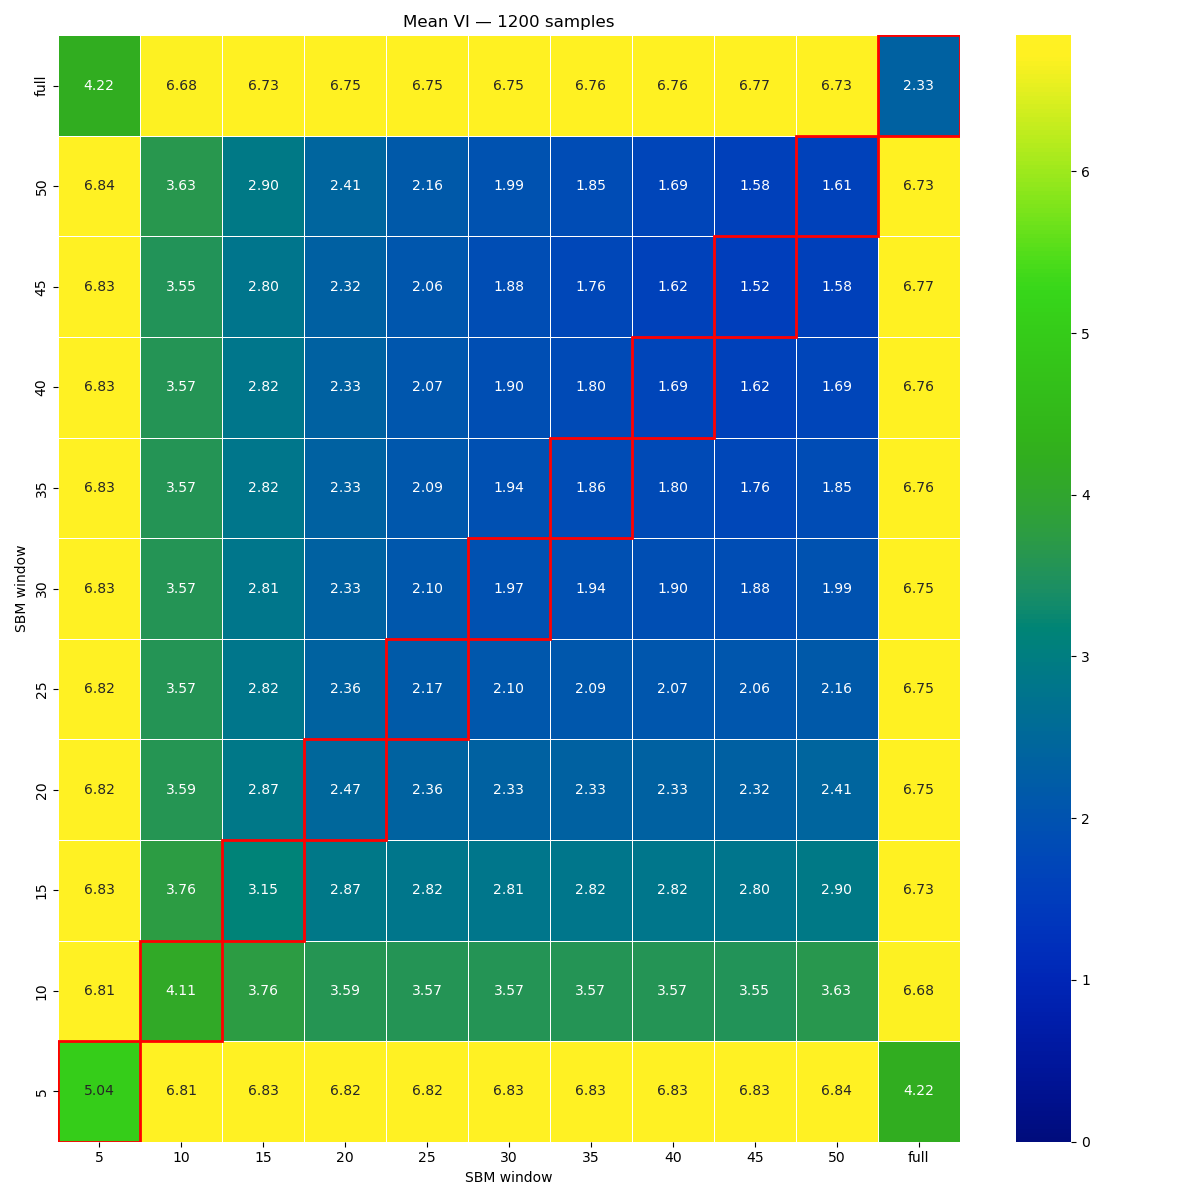 Mean VI — 1200 samples
full 4.22 6.68 6.73 6.75 6.75 6.75 6.76 6.76 6.77 6.73 2.33
50 6.84 3.63 2.90 2.41 2.16 1.99 1.85 1.69 1.58 1.61 6.73
45 6.83 3.55 2.80 2.32 2.06 1.88 1.76 1.62 1.52 1.58 6.77
40 6.83 3.57 2.82 2.33 2.07 1.90 1.80 1.69 1.62 1.69 6.76
35 6.83 3.57 2.82 2.33 2.09 1.94 1.86 1.80 1.76 1.85 6.76
30 6.83 3.57 2.81 2.33 2.10 1.97 1.94 1.90 1.88 1.99 6.75
25 6.82 3.57 2.82 2.36 2.17 2.10 2.09 2.07 2.06 2.16 6.75
20 6.82 3.59 2.87 2.47 2.36 2.33 2.33 2.33 2.32 2.41 6.75
15 6.83 3.76 3.15 2.87 2.82 2.81 2.82 2.82 2.80 2.90 6.73
10 6.81 4.11 3.76 3.59 3.57 3.57 3.57 3.57 3.55 3.63 6.68
5 5.04 6.81 6.83 6.82 6.82 6.83 6.83 6.83 6.83 6.84 4.22
5 10 15 20 25 30 35 40 45 50 full
SBM window
SBM window
6
5
4
3
2
1
0